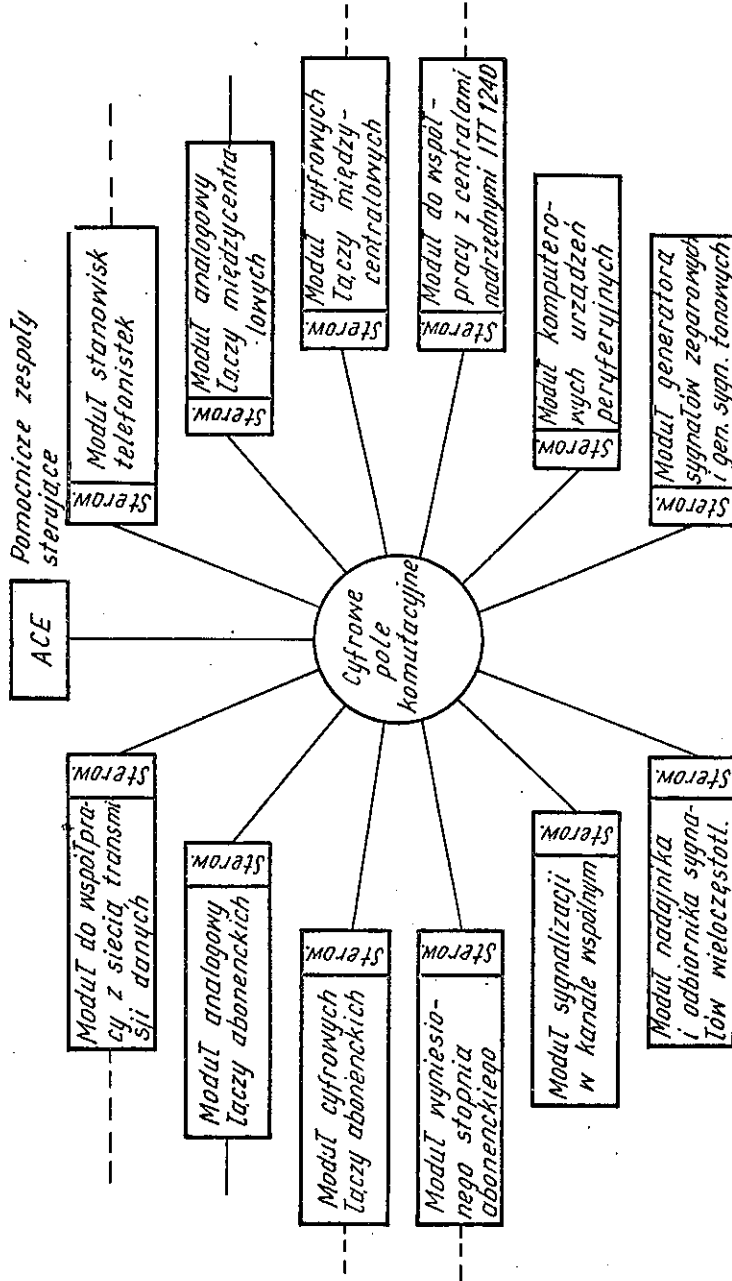 ACE
Pomocnicze zespoły
sterujące
Moduł do współpra-
cy z siecią transmi
sji danych
Sterow.
Moduł analogowy
łączy abonenckich
Sterow.
Moduł cyfrowych
łączy abonenckich
Sterow.
Moduł wyniesio-
nego stopnia
abonenckiego
Sterow.
Moduł sygnalizacji
w kanale wspólnym
Sterow.
Moduł nadajnika
i odbiornika sygna-
łów wieloczęstotl.
Sterow.
Cyfrowe
pole
komutacyjne
Sterow.
Moduł stanowisk
telefonistek
Sterow.
Moduł analogowy
łączy międzycentra-
lowych
Sterow.
Moduł cyfrowych
łączy między-
centralowych
Sterow.
Moduł do współ-
pracy z centralami
nadrzędnymi ITT 1240
Sterow.
Moduł komputero-
wych urządzeń
peryferyjnych
Sterow.
Moduł generatora
sygnałów zegarowych
i gen. sygn. tonowych